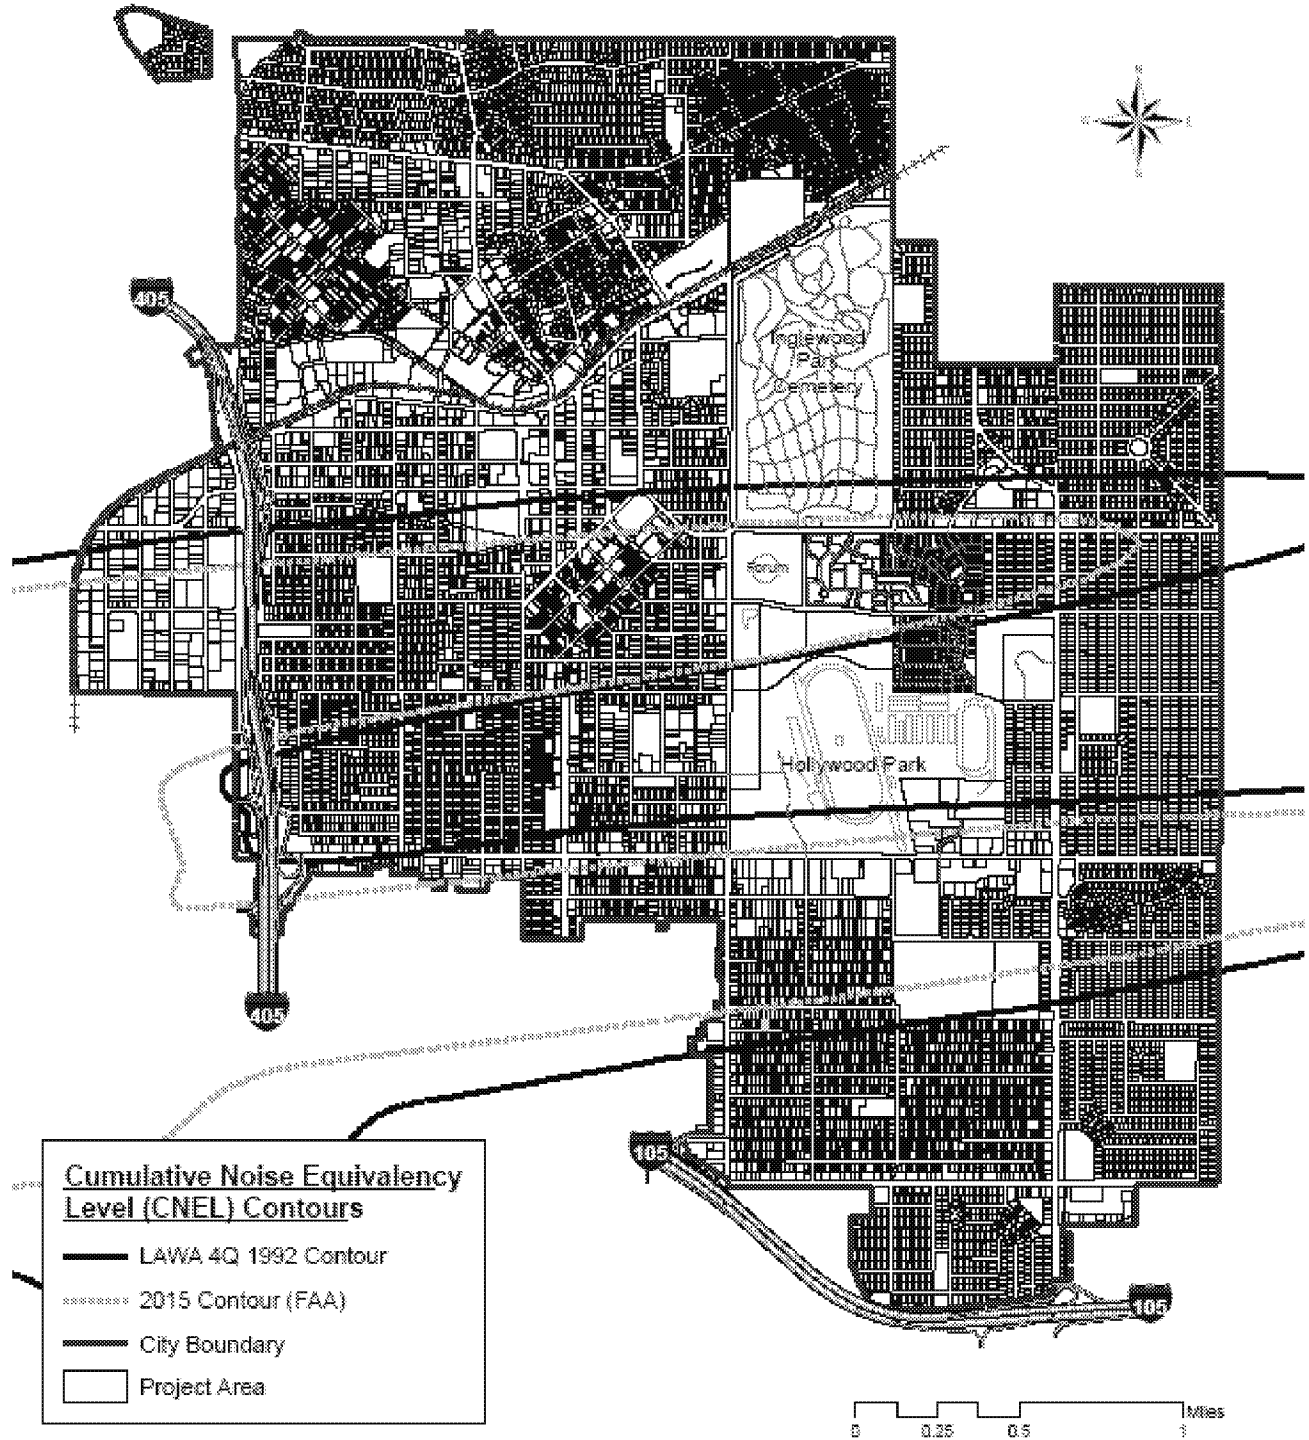 N
405
Inglewood
Park
Cemetery
Forum
Hollywood Park
405
105
105
Cumulative Noise Equivalency
Level (CNEL) Contours
LAWA 4Q 1992 Contour
2015 Contour (FAA)
City Boundary
Project Area
Miles
0 0.25 0.5 1